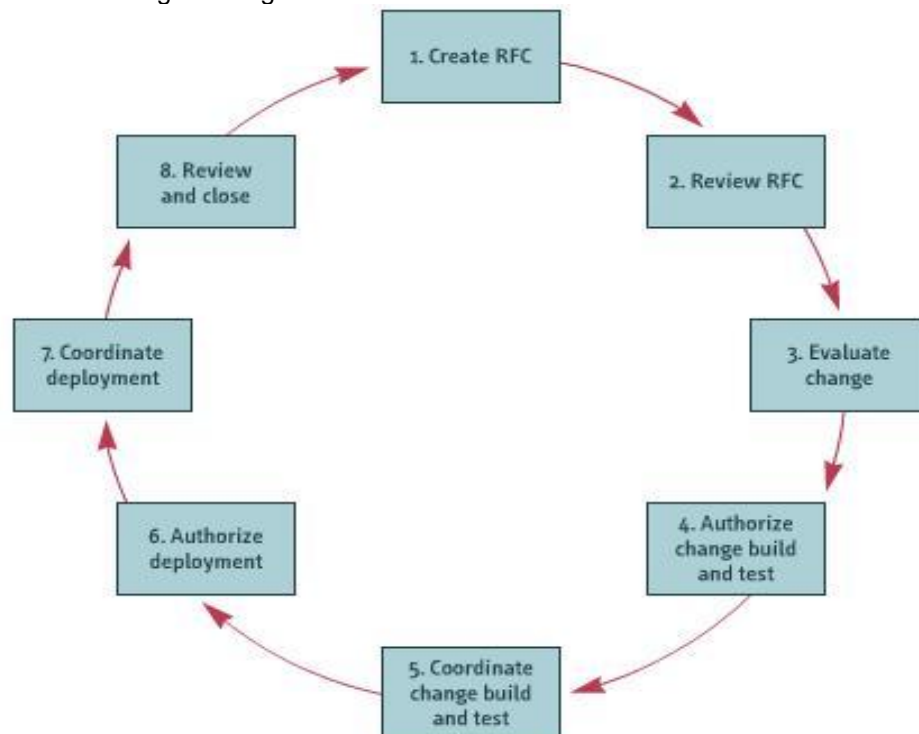 1. Create RFC
2. Review RFC
3. Evaluate
change
4. Authorize
change build
and test
5. Coordinate
change build
and test
6. Authorize
deployment
7. Coordinate
deployment
8. Review
and close